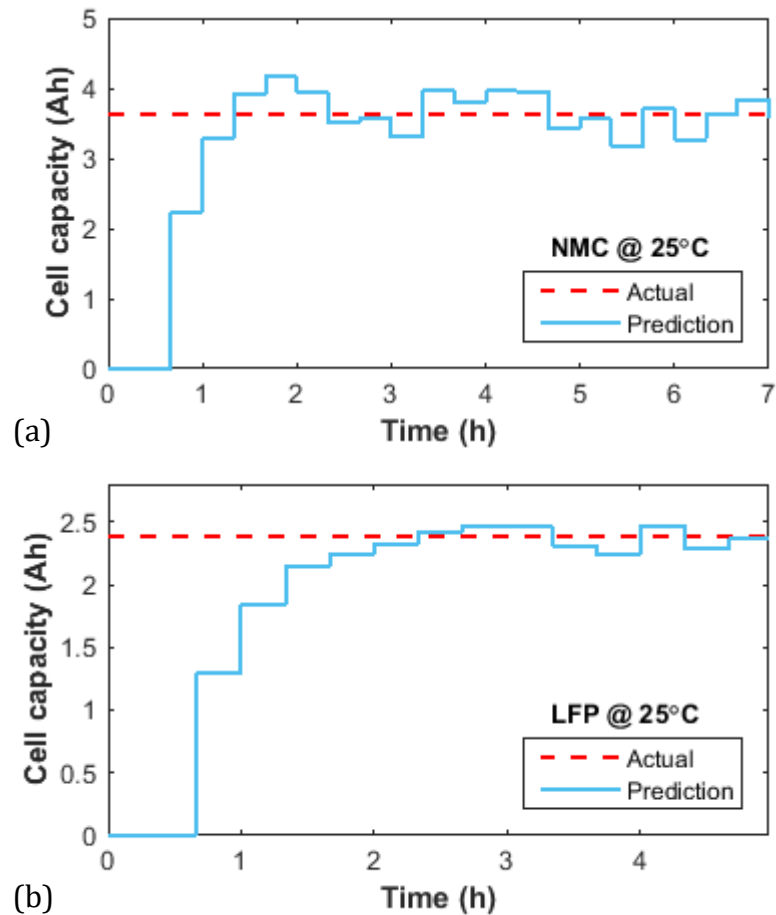 5
4
3
2
1
0
Cell capacity (Ah)
NMC @ 25°C
Actual
Prediction
0 1 2 3 4 5 6 7
Time (h)
(a)
2.5
2
1.5
1
0.5
0
Cell capacity (Ah)
LFP @ 25°C
Actual
Prediction
0 1 2 3 4
Time (h)
(b)